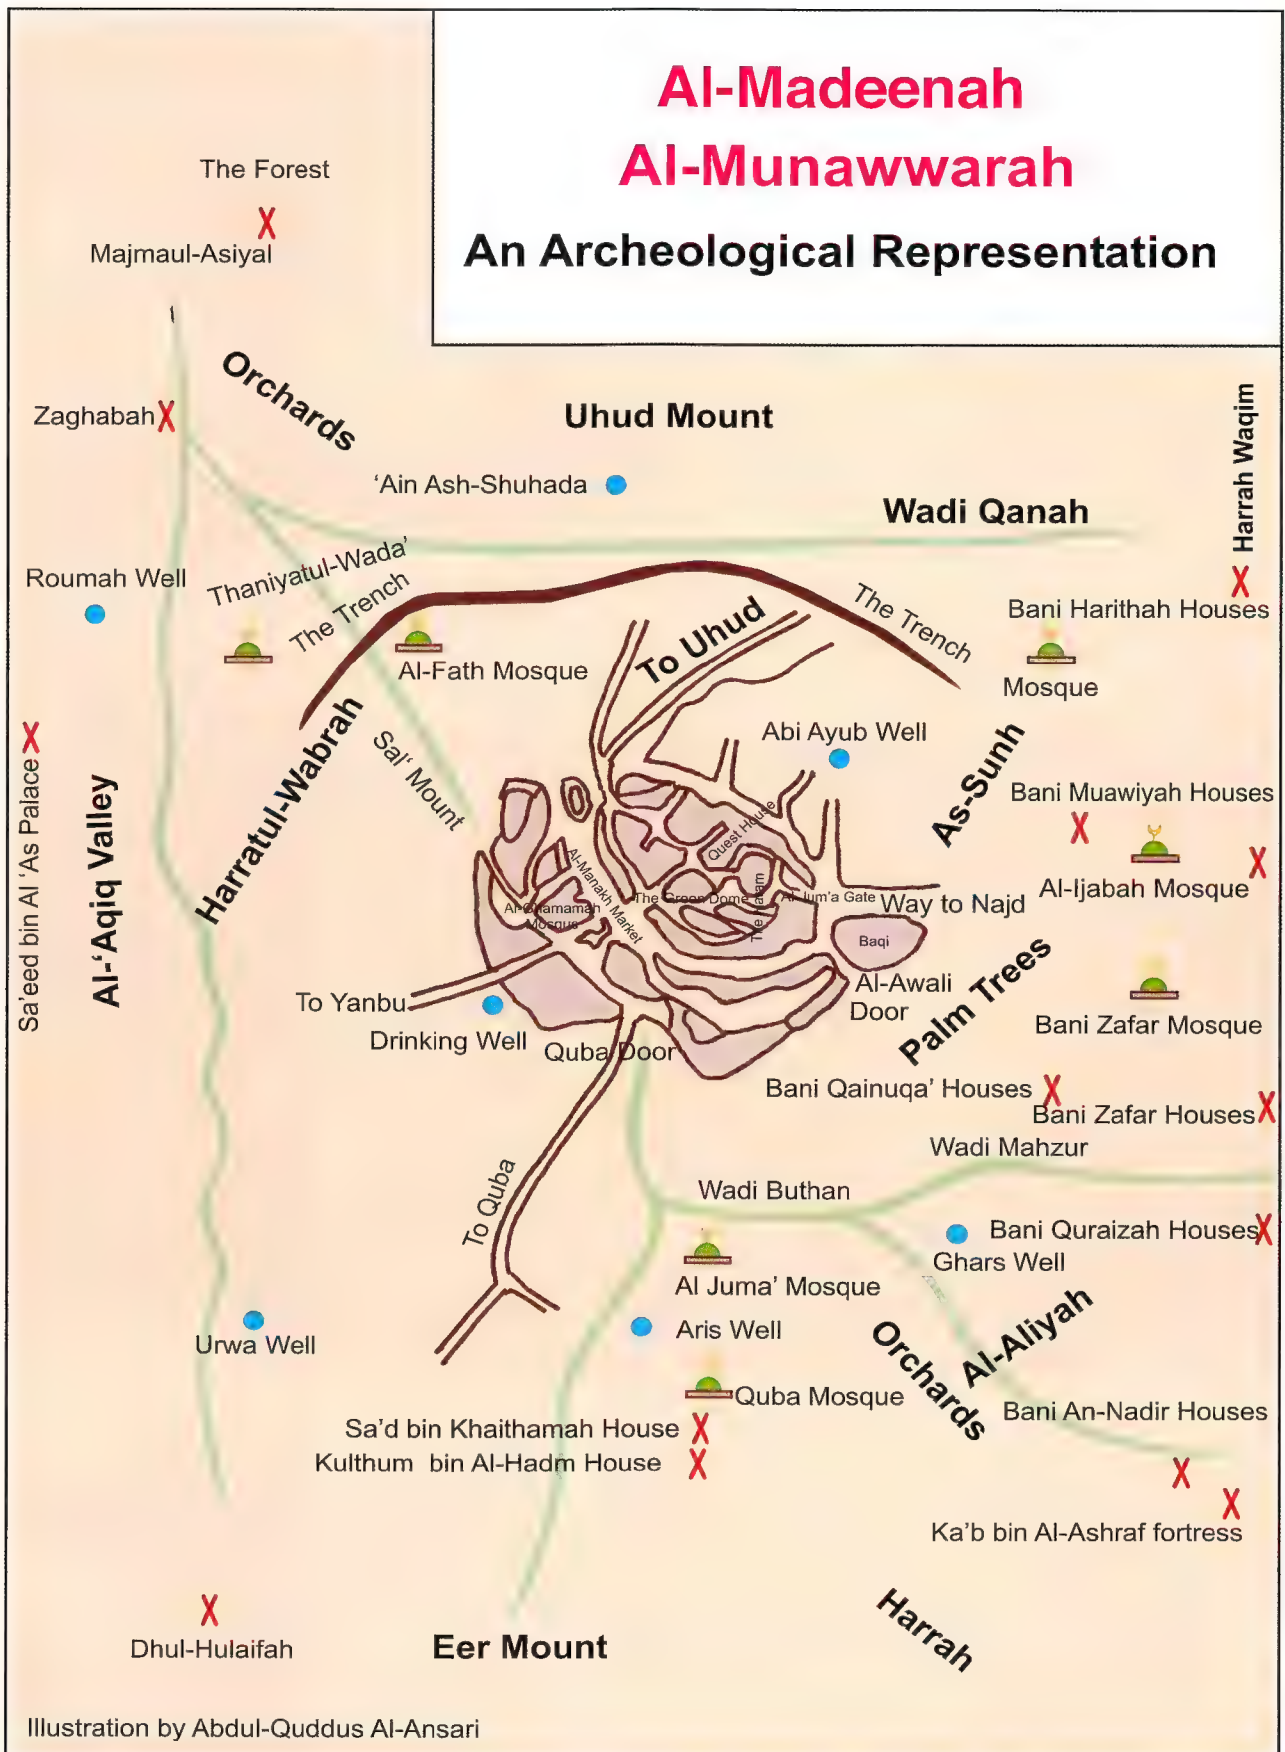 Al-Madeenah
Al-Munawwarah
An Archeological Representation
The Forest
Majmaul-Asiyal
Orchards
Zaghabah
Uhud Mount
Harrah Waqim
‘Ain Ash-Shuhada
Wadi Qanah
Roumah Well
Thaniyatul-Wada’
The Trench
The Trench
Bani Harithah Houses
To Uhud
Al-Fath Mosque
Mosque
Harratul-Wabrah
Sal‘ Mount
Abi Ayub Well
As-Sunh
Sa’eed bin Al ‘As Palace
Al-‘Aqiq Valley
Bani Muawiyah Houses
Quest House
Al-Manakh Market
Al-Ijabah Mosque
Al-Ghamamah
Mosque
The Green Dome
The Haram
Al-Jum’a Gate
Way to Najd
Baqi
Al-Awali
Door
Palm Trees
To Yanbu
Drinking Well
Quba Door
Bani Zafar Mosque
Bani Qainuqa’ Houses
Bani Zafar Houses
Wadi Mahzur
To Quba
Wadi Buthan
Bani Quraizah Houses
Ghars Well
Al Juma’ Mosque
Urwa Well
Aris Well
Al-Aliyah
Orchards
Quba Mosque
Bani An-Nadir Houses
Sa’d bin Khaithamah House
Kulthum bin Al-Hadm House
Ka’b bin Al-Ashraf fortress
Harrah
Dhul-Hulaifah
Eer Mount
Illustration by Abdul-Quddus Al-Ansari